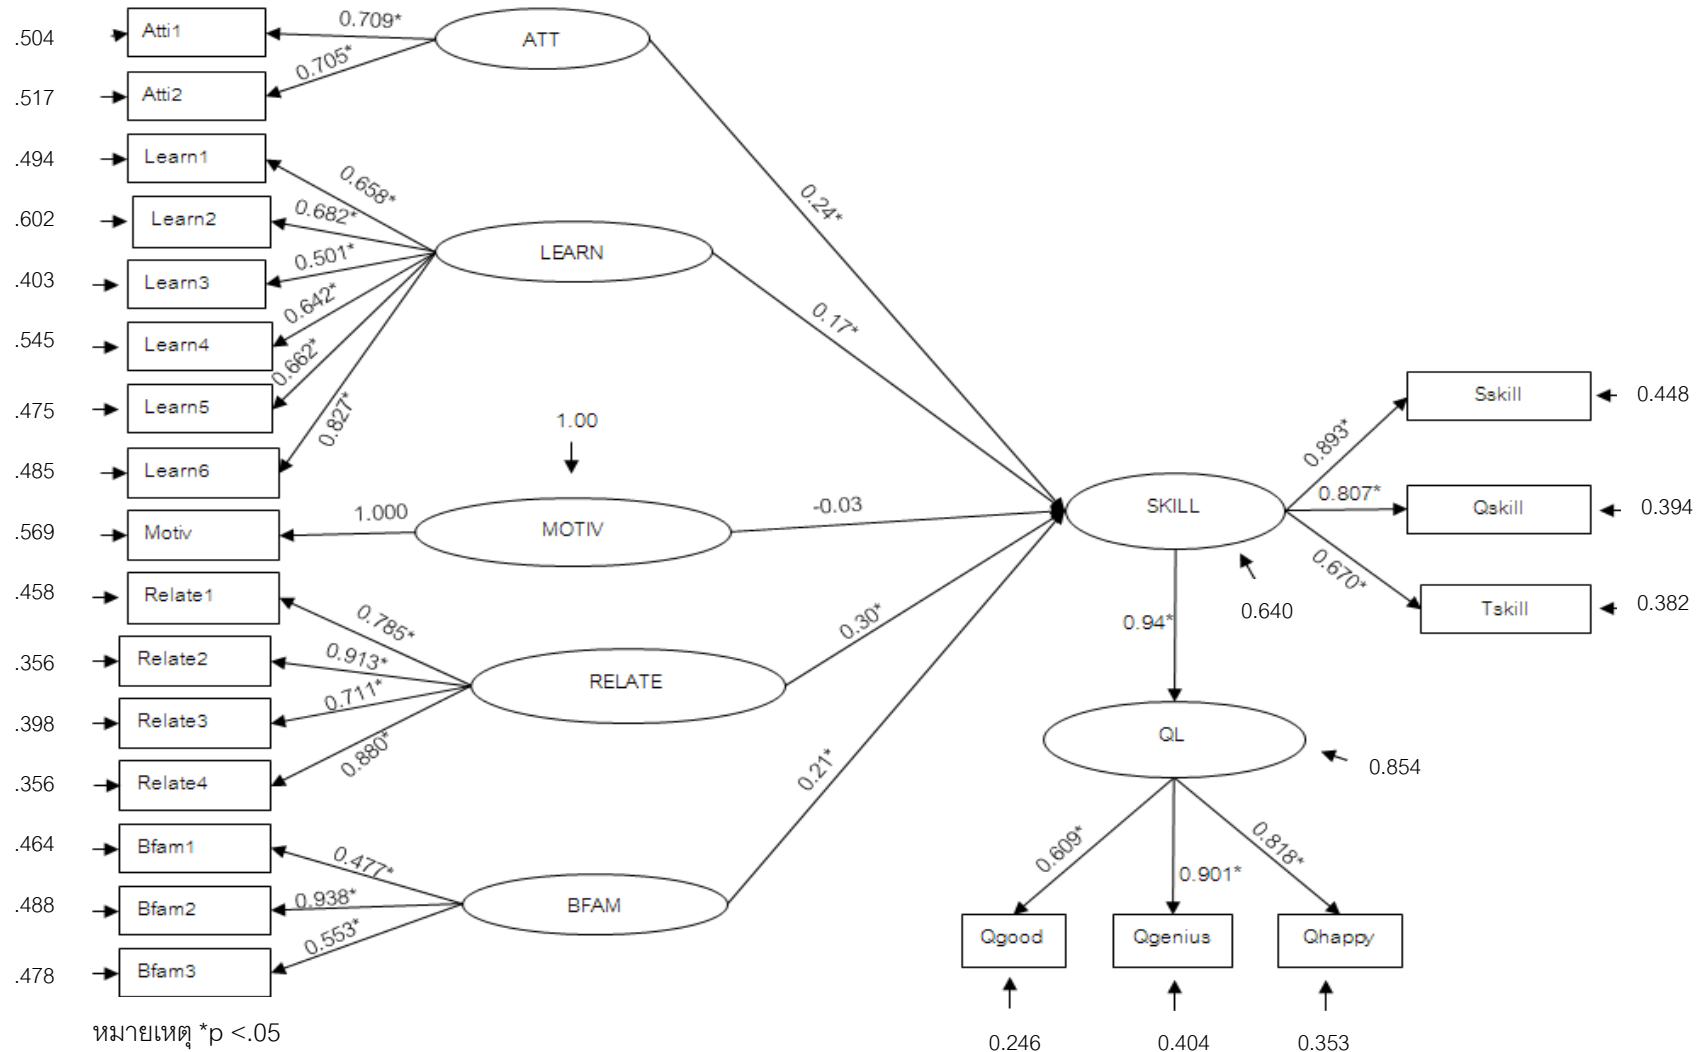 .504 Atti1 0.709* ATT
.517 Atti2 0.705*
.494 Learn1 0.658*
.602 Learn2 0.682* 0.24*
.403 Learn3 0.501* LEARN
.545 Learn4 0.642* 0.17*
.475 Learn5 0.662*
.485 Learn6 0.827*
1.00
.569 Motiv 1.000 MOTIV -0.03
.458 Relate1 0.785*
.356 Relate2 0.913* RELATE 0.30*
.398 Relate3 0.711*
.356 Relate4 0.880*
.464 Bfam1 0.477* 0.21*
.488 Bfam2 0.938* BFAM
.478 Bfam3 0.553*
SKILL
0.640
0.893* Sskill 0.448
0.807* Qskill 0.394
0.670* Tskill 0.382
0.94*
QL
0.854
0.609* 0.901* 0.818*
Qgood Qgenius Qhappy
0.246 0.404 0.353
หมายเหตุ *p <.05